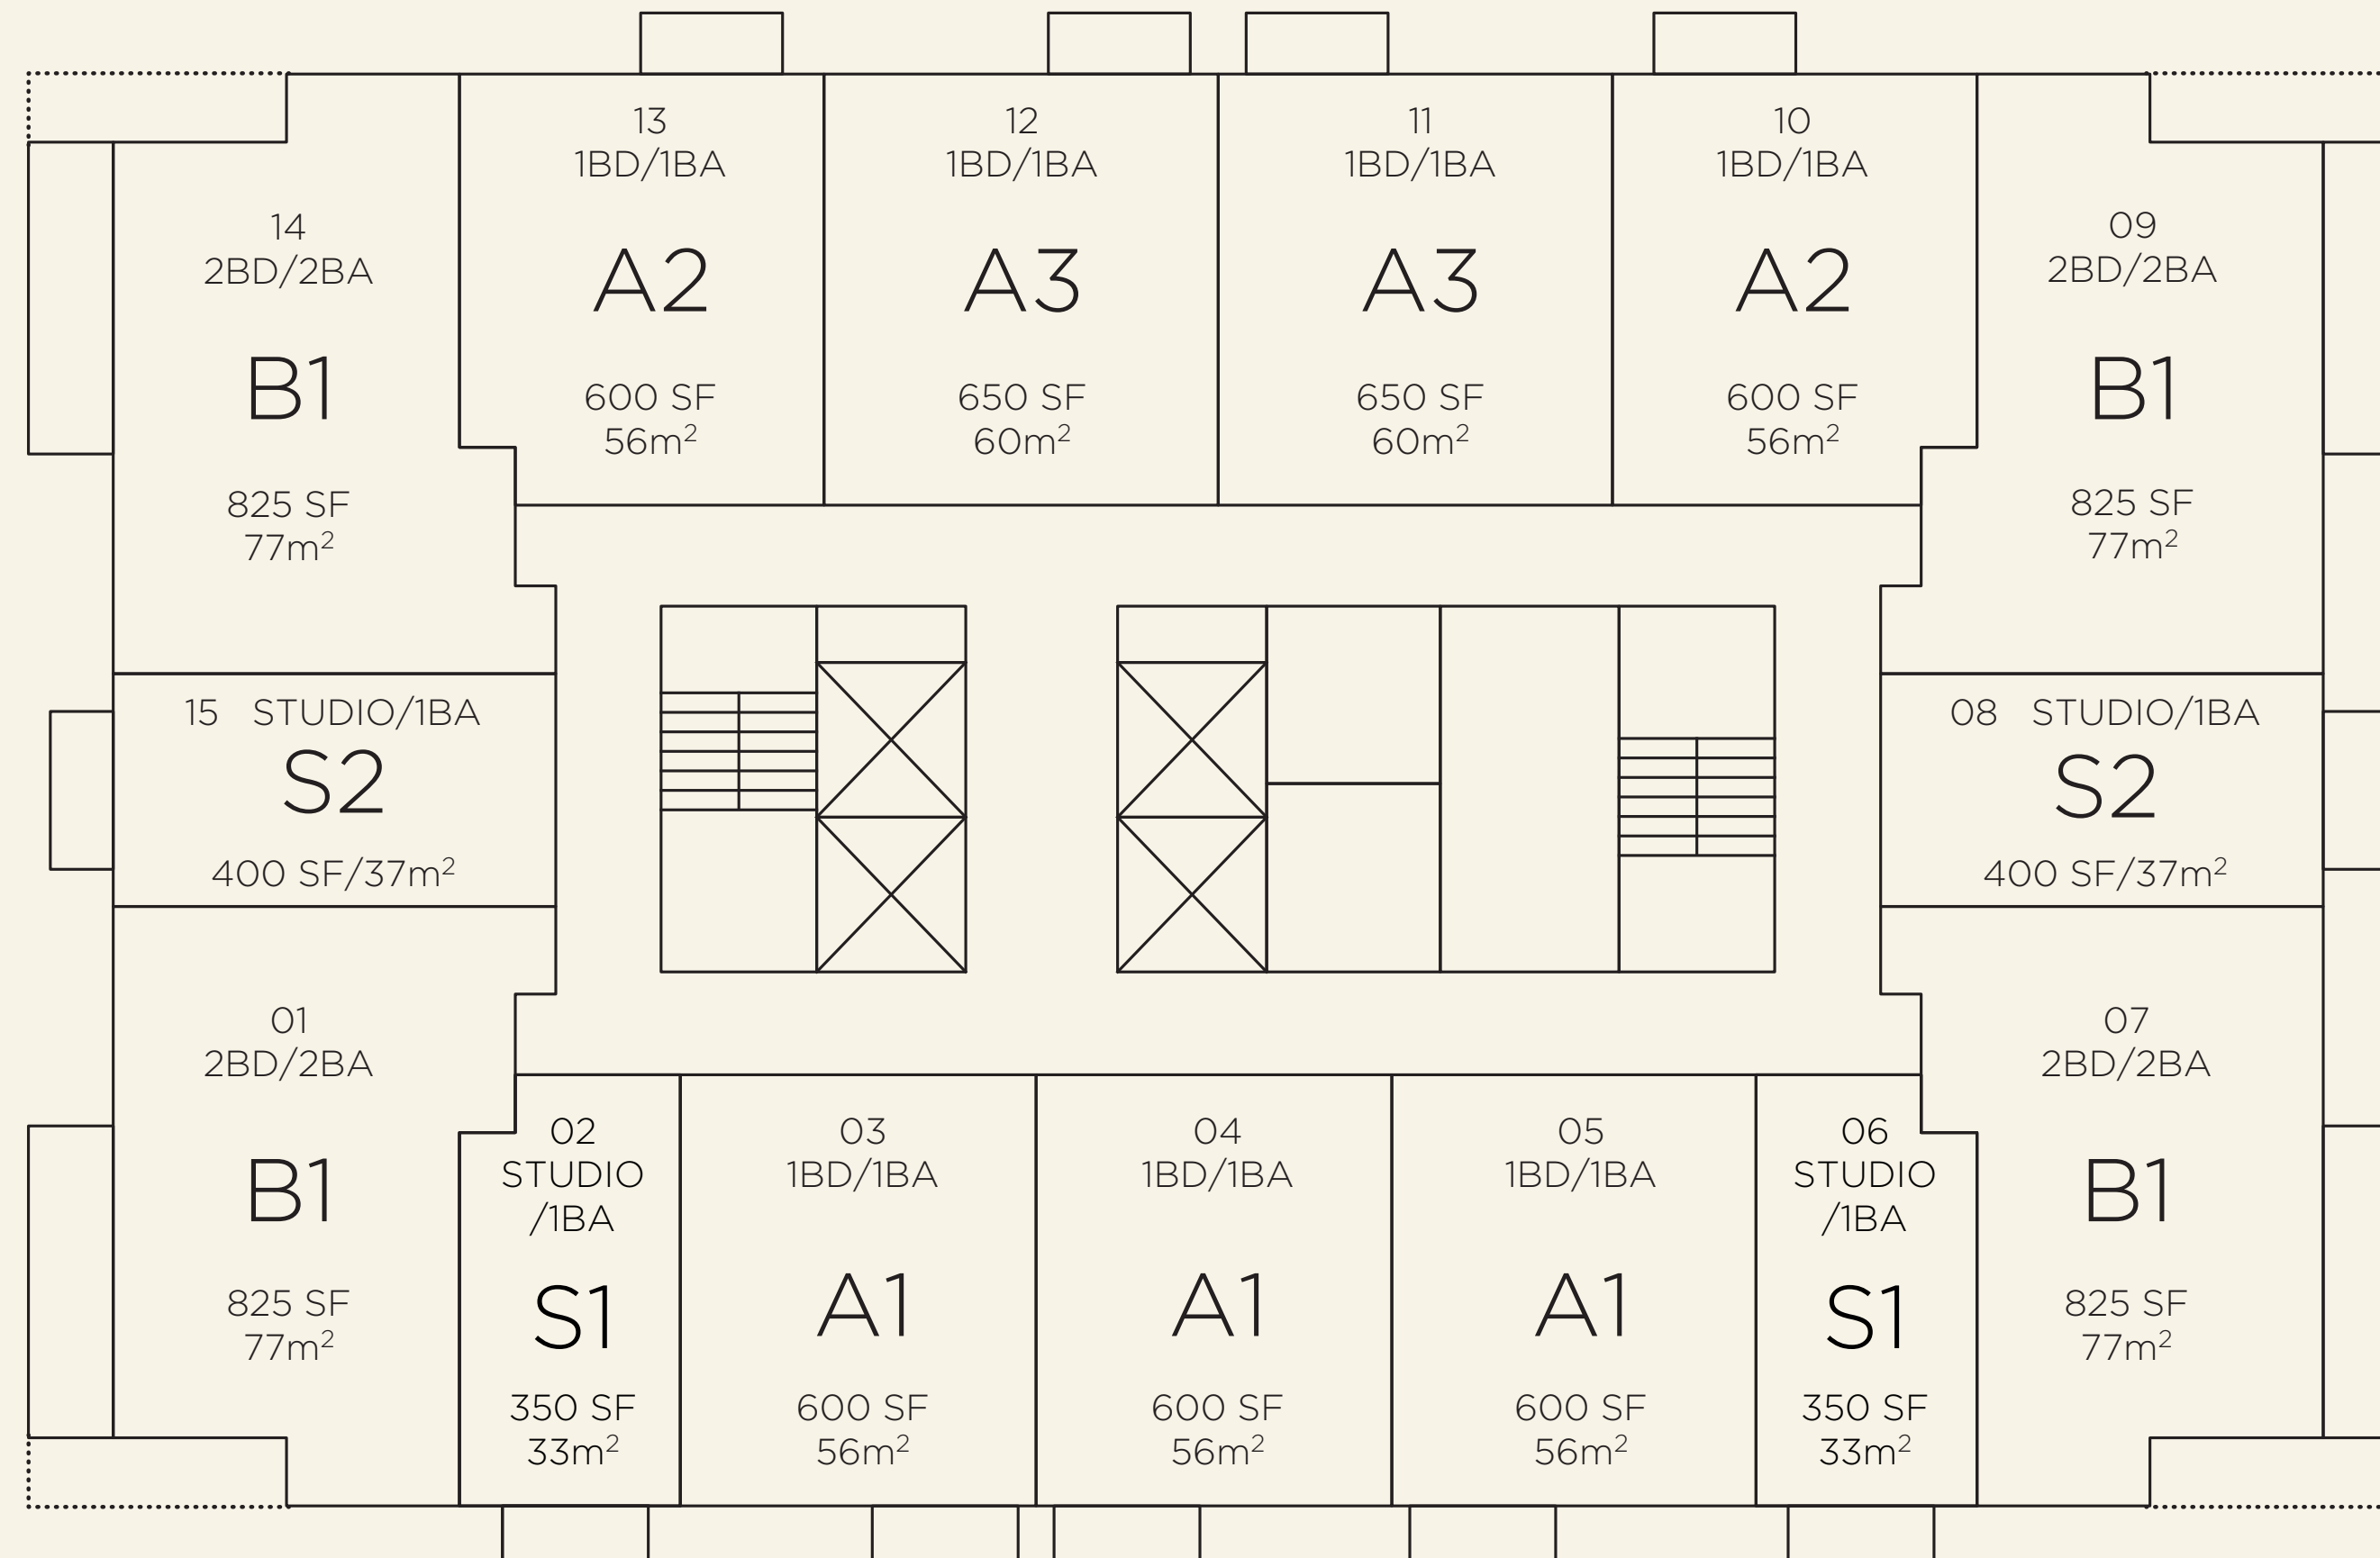 13
1BD/1BA
A2
600 SF
56m²
12
1BD/1BA
A3
650 SF
60m²
11
1BD/1BA
A3
650 SF
60m²
10
1BD/1BA
A2
600 SF
56m²
14
2BD/2BA
B1
825 SF
77m²
09
2BD/2BA
B1
825 SF
77m²
15 STUDIO/1BA
S2
400 SF/37m²
08 STUDIO/1BA
S2
400 SF/37m²
01
2BD/2BA
B1
825 SF
77m²
02
STUDIO
/1BA
S1
350 SF
33m²
03
1BD/1BA
A1
600 SF
56m²
04
1BD/1BA
A1
600 SF
56m²
05
1BD/1BA
A1
600 SF
56m²
06
STUDIO
/1BA
S1
350 SF
33m²
07
2BD/2BA
B1
825 SF
77m²